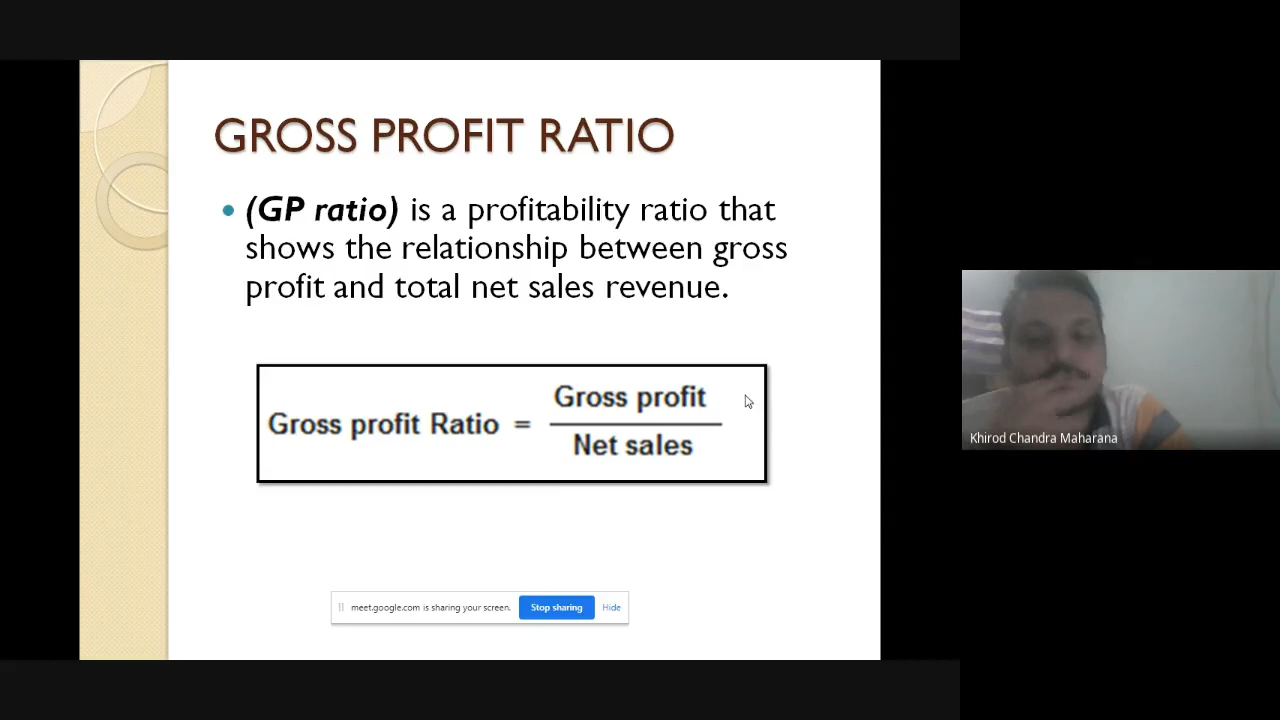 GROSS PROFIT RATIO
• (GP ratio) is a profitability ratio that
shows the relationship between gross
profit and total net sales revenue.
Gross profit Ratio = Gross profit
Net sales
meet.google.com is sharing your screen. Stop sharing Hide
Khirod Chandra Maharana